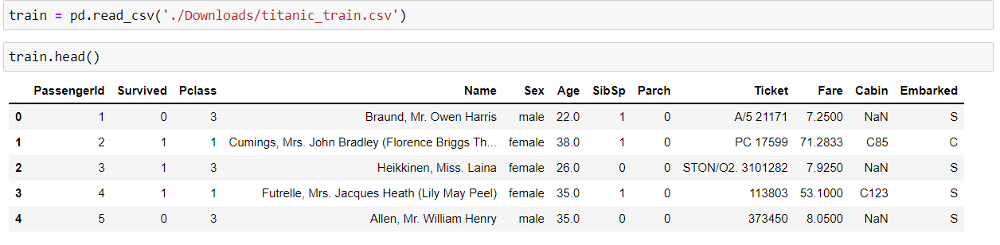 train = pd.read_csv('./Downloads/titanic_train.csv')
train.head()
PassengerId Survived Pclass Name Sex Age SibSp Parch Ticket Fare Cabin Embarked
0 1 0 3 Braund, Mr. Owen Harris male 22.0 1 0 A/5 21171 7.2500 NaN S
1 2 1 1 Cumings, Mrs. John Bradley (Florence Briggs Th... female 38.0 1 0 PC 17599 71.2833 C85 C
2 3 1 3 Heikkinen, Miss. Laina female 26.0 0 0 STON/O2. 3101282 7.9250 NaN S
3 4 1 1 Futrelle, Mrs. Jacques Heath (Lily May Peel) female 35.0 1 0 113803 53.1000 C123 S
4 5 0 3 Allen, Mr. William Henry male 35.0 0 0 373450 8.0500 NaN S